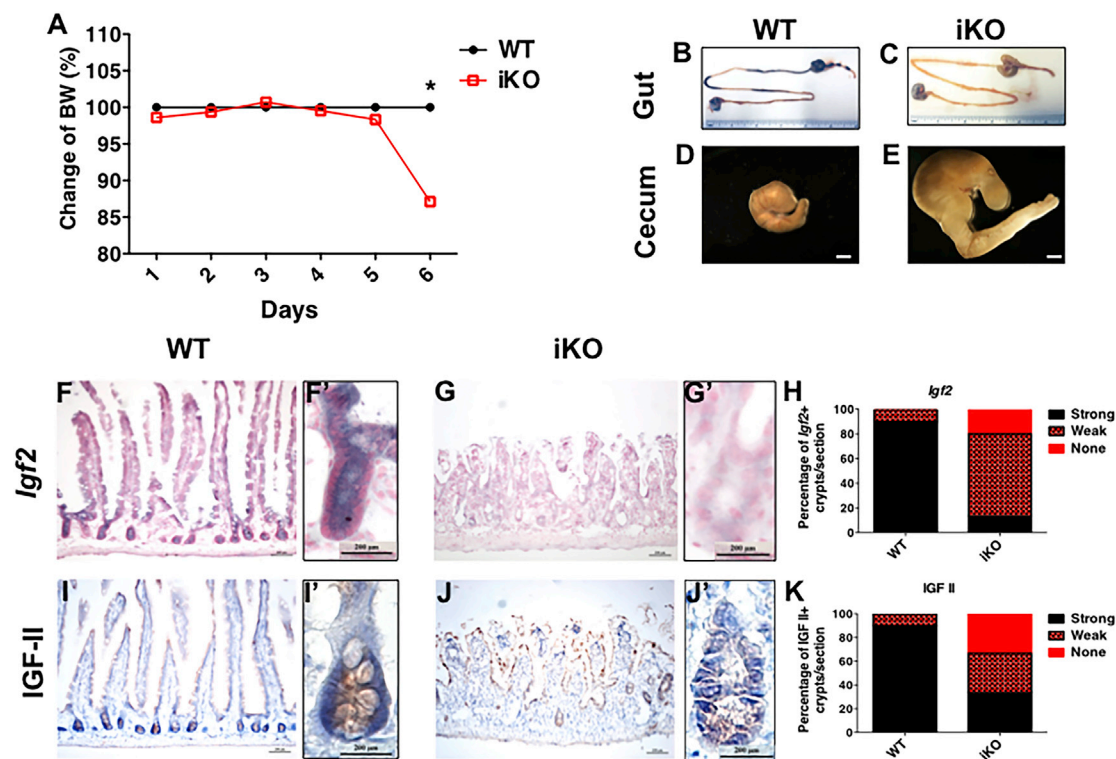 A
110
105
100
95
90
85
80
Change of BW (%)
*
WT
iKO
1 2 3 4 5 6
Days
WT iKO
Gut
B C
Cecum
D E
WT iKO
Igf2
F F' G G'
200 µm
200 µm
H
Igf2
Percentage of Igf2+
crypts/section
100
80
60
40
20
0
WT iKO
Strong
Weak
None
IGF-II
I I' J J'
200 µm
200 µm
K
IGF II
Percentage of IGF II+
crypts/section
100
80
60
40
20
0
WT iKO
Strong
Weak
None